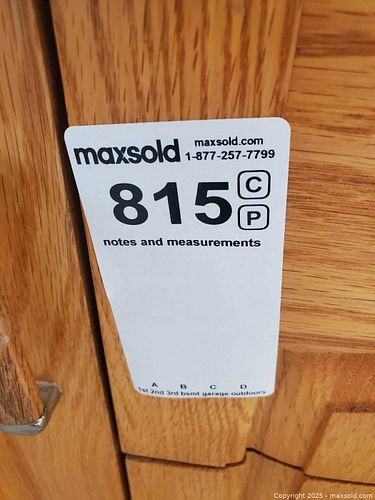 maxsold maxsold.com
1-877-257-7799
815 C
P
notes and measurements
A B C D
1st 2nd 3rd bsmt garage outdoors
Copyright 2025 - maxsold.com